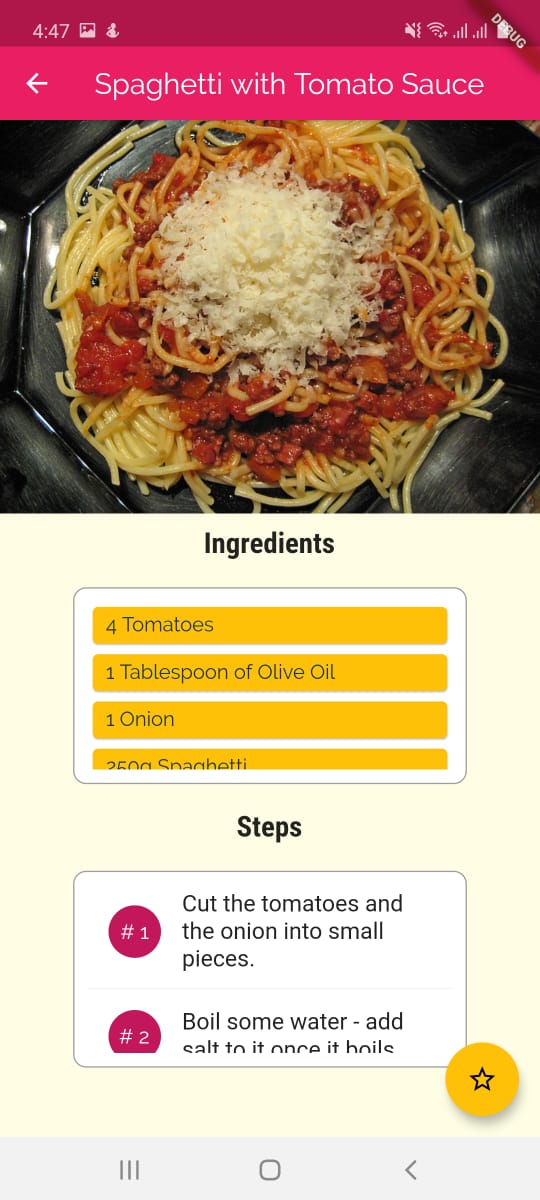 4:47
DEBUG
Spaghetti with Tomato Sauce
Ingredients
4 Tomatoes
1 Tablespoon of Olive Oil
1 Onion
250g Spaghetti
Steps
# 1
Cut the tomatoes and
the onion into small
pieces.
# 2
Boil some water - add
salt to it once it boils